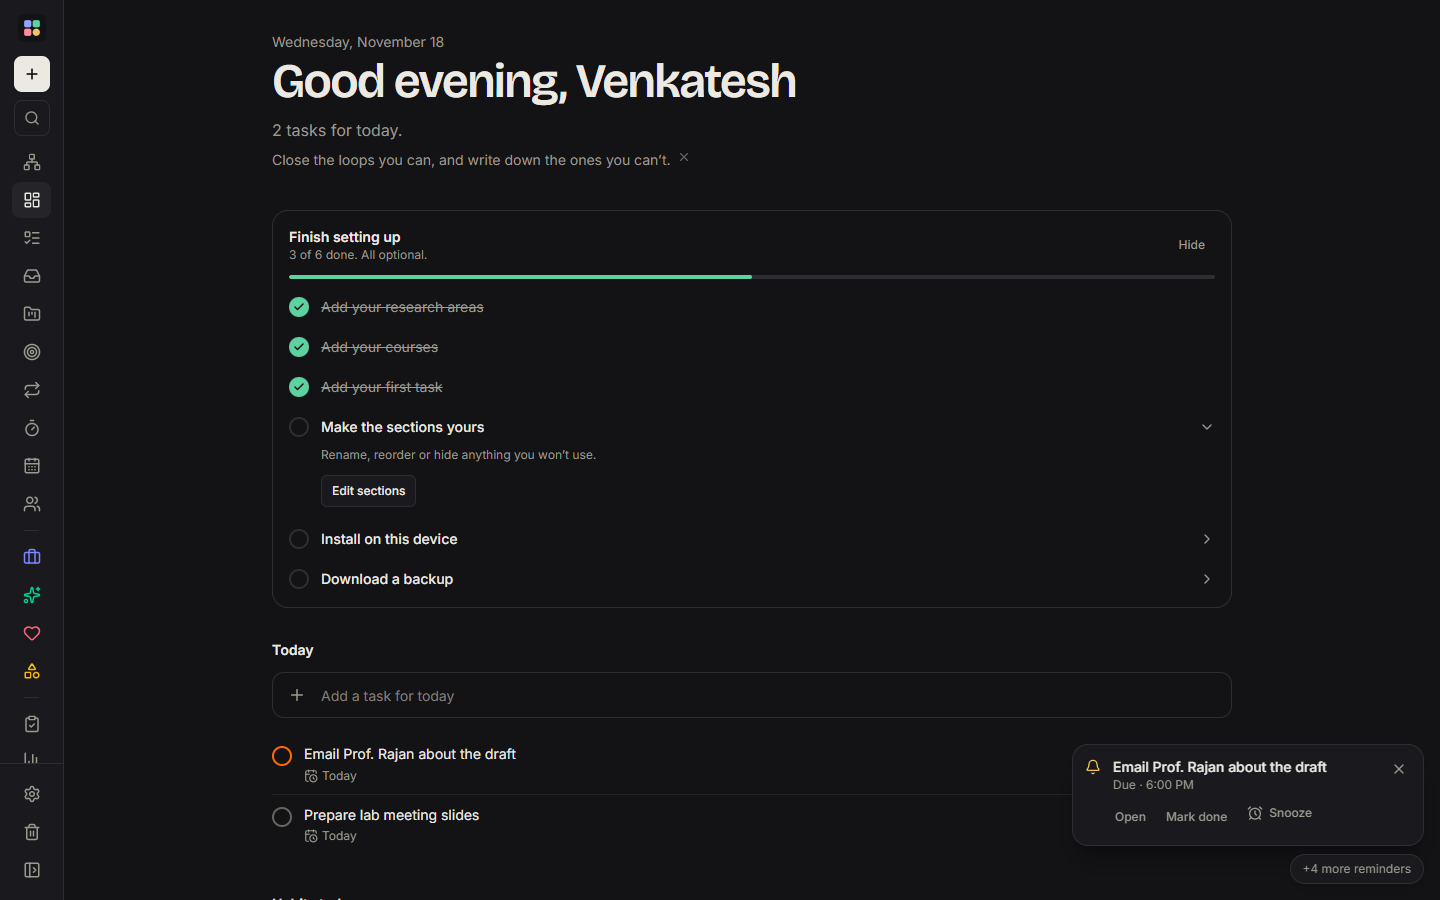 Wednesday, November 18
Good evening, Venkatesh
2 tasks for today.
Close the loops you can, and write down the ones you can't.
Finish setting up
3 of 6 done. All optional.
Hide
Add your research areas
Add your courses
Add your first task
Make the sections yours
Rename, reorder or hide anything you won't use.
Edit sections
Install on this device
Download a backup
Today
Add a task for today
Email Prof. Rajan about the draft
Today
Prepare lab meeting slides
Today
Email Prof. Rajan about the draft
Due · 6:00 PM
Open Mark done Snooze
+4 more reminders